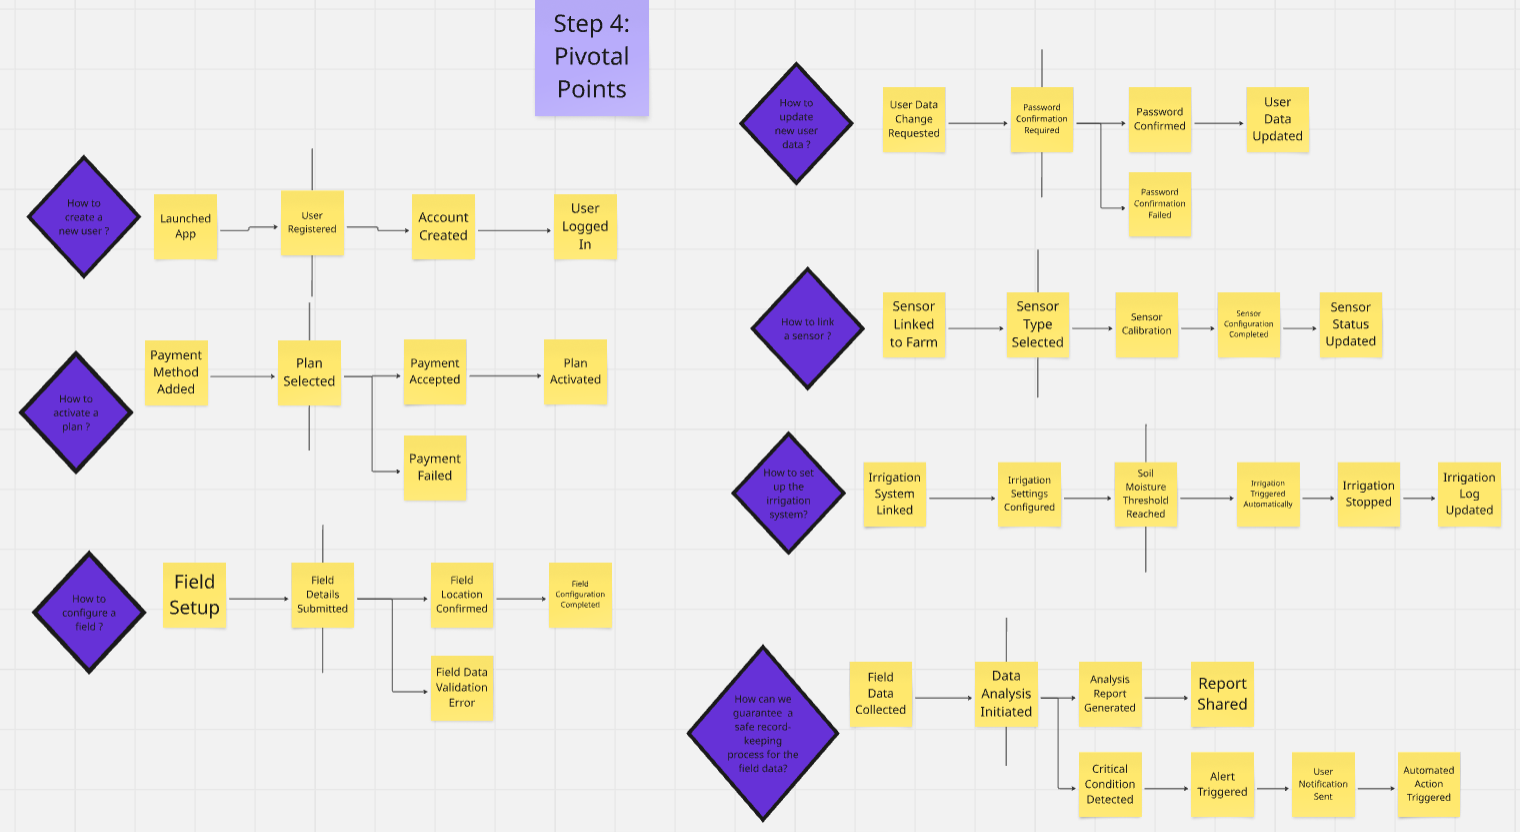 Step 4:
Pivotal
Points
How to
create a
new user ?
Launched
App
User
Registered
Account
Created
User
Logged
In
How to
activate a
plan ?
Payment
Method
Added
Plan
Selected
Payment
Accepted
Plan
Activated
Payment
Failed
How to
configure a
field ?
Field
Setup
Field
Details
Submitted
Field
Location
Confirmed
Field
Configuration
Completed
Field Data
Validation
Error
How to
update
new user
data ?
User Data
Change
Requested
Password
Confirmation
Required
Password
Confirmed
User
Data
Updated
Password
Confirmation
Failed
How to link
a sensor ?
Sensor
Linked
to Farm
Sensor
Type
Selected
Sensor
Calibration
Sensor
Configuration
Completed
Sensor
Status
Updated
How to set
up the
irrigation
system?
Irrigation
System
Linked
Irrigation
Settings
Configured
Soil
Moisture
Threshold
Reached
Irrigation
Triggered
Automatically
Irrigation
Stopped
Irrigation
Log
Updated
How can we
guarantee a
safe record-
keeping
process for the
field data?
Field
Data
Collected
Data
Analysis
Initiated
Analysis
Report
Generated
Report
Shared
Critical
Condition
Detected
Alert
Triggered
User
Notification
Sent
Automated
Action
Triggered